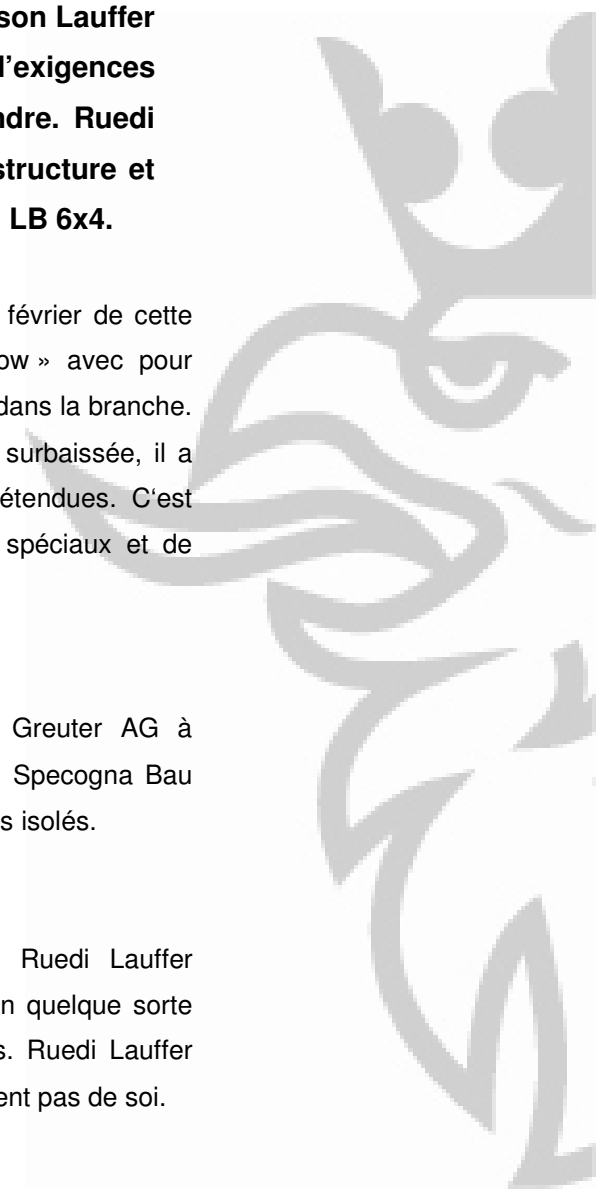 son Lauffer
d'exigences
ndre. Ruedi
structure et
LB 6x4.
février de cette
ow » avec pour
dans la branche.
surbaissée, il a
étendues. C'est
spéciaux et de
Greuter AG à
Specogna Bau
s isolés.
Ruedi Lauffer
n quelque sorte
s. Ruedi Lauffer
ent pas de soi.